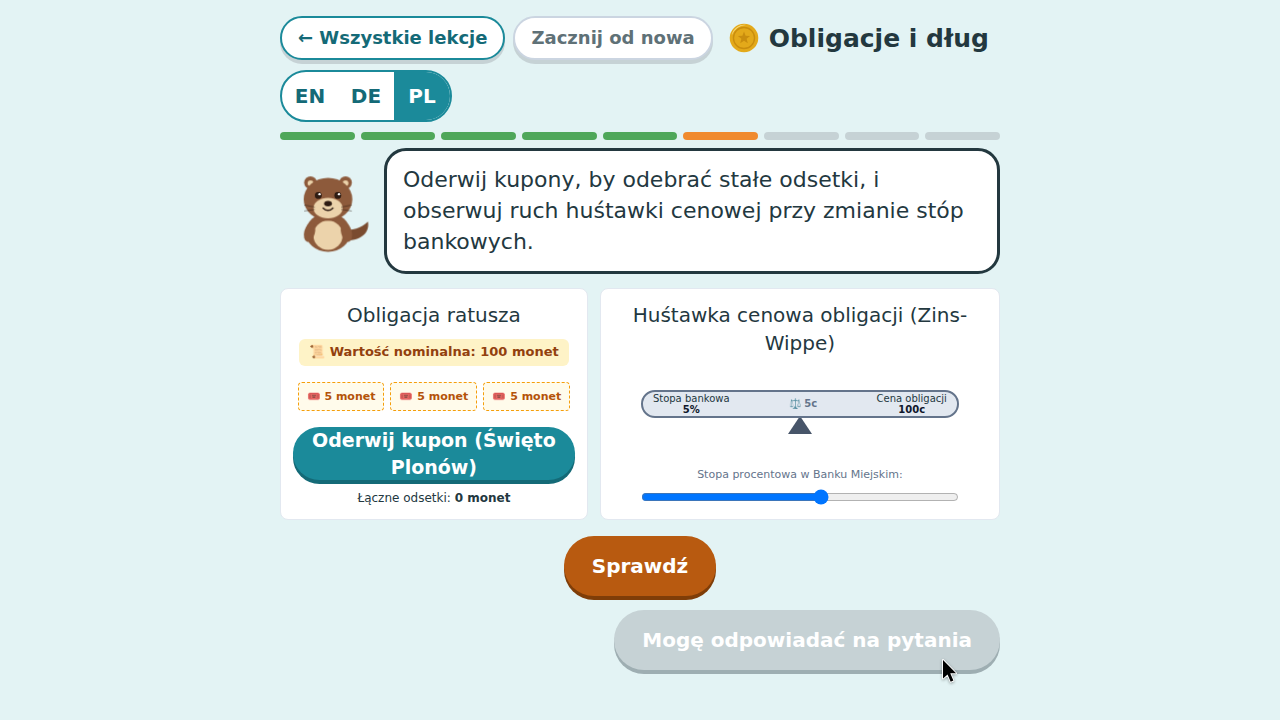 ← Wszystkie lekcje
Zacznij od nowa
Obligacje i dług
EN DE PL
Oderwij kupony, by odebrać stałe odsetki, i
obserwuj ruch huśtawki cenowej przy zmianie stóp
bankowych.
Obligacja ratusza
📜 Wartość nominalna: 100 monet
🎟️ 5 monet 🎟️ 5 monet 🎟️ 5 monet
Oderwij kupon (Święto
Plonów)
Łączne odsetki: 0 monet
Huśtawka cenowa obligacji (Zins-
Wippe)
Stopa bankowa
5%
⚖️ 5c
Cena obligacji
100c
Stopa procentowa w Banku Miejskim:
Sprawdź
Mogę odpowiadać na pytania